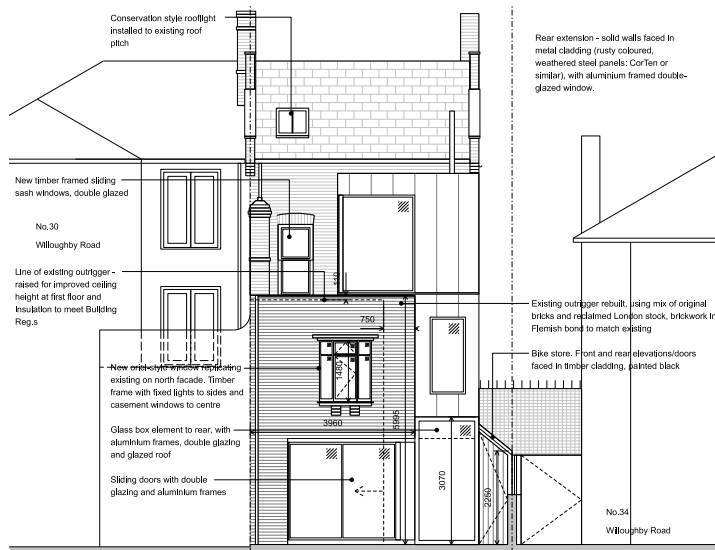 Conservation style rooflight
installed to existing roof
pitch
Rear extension - solid walls faced in
metal cladding (rusty coloured,
weathered steel panels: CorTen or
similar), with aluminium framed double-
glazed window.
New timber framed sliding
sash windows, double glazed
No.30
Willoughby Road
Line of existing outrigger -
raised for improved ceiling
height at first floor and
insulation to meet Building
Reg.s
110
750
Existing outrigger rebuilt, using mix of original
bricks and reclaimed London stock, brickwork in
Flemish bond to match existing
Bike store. Front and rear elevations/doors
faced in timber cladding, painted black
New oriel-style window replicating
existing on north facade. Timber
frame with fixed lights to sides and
casement windows to centre
1480
3960
5995
Glass box element to rear, with
aluminium frames, double glazing
and glazed roof
Sliding doors with double
glazing and aluminium frames
3070
2250
No.34
Willoughby Road